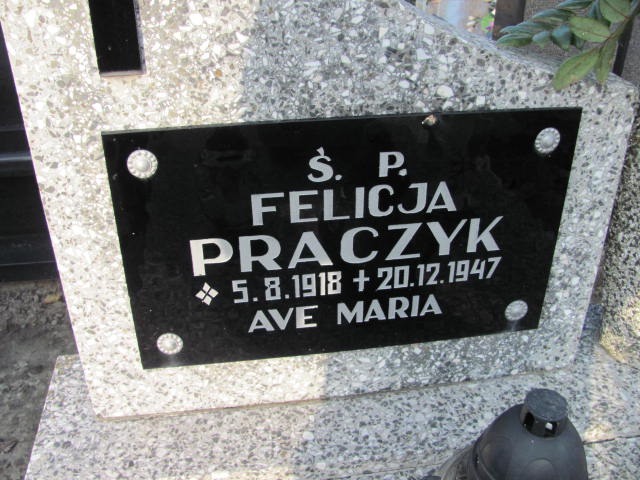 Ś. P.
FELICJA
PRACZYK
❖ 5.8.1918 + 20.12.1947
AVE MARIA